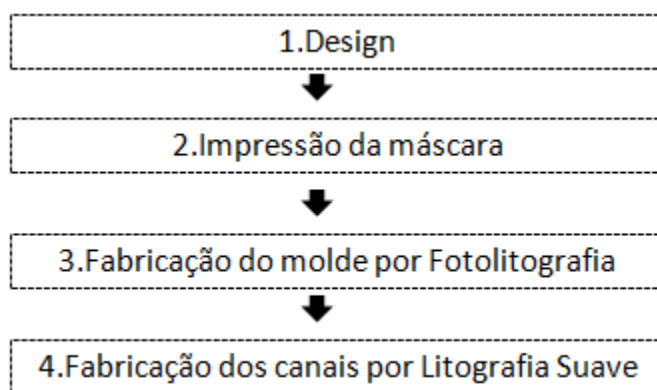 1.Design
2.Impressão da máscara
3.Fabricação do molde por Fotolitografia
4.Fabricação dos canais por Litografia Suave